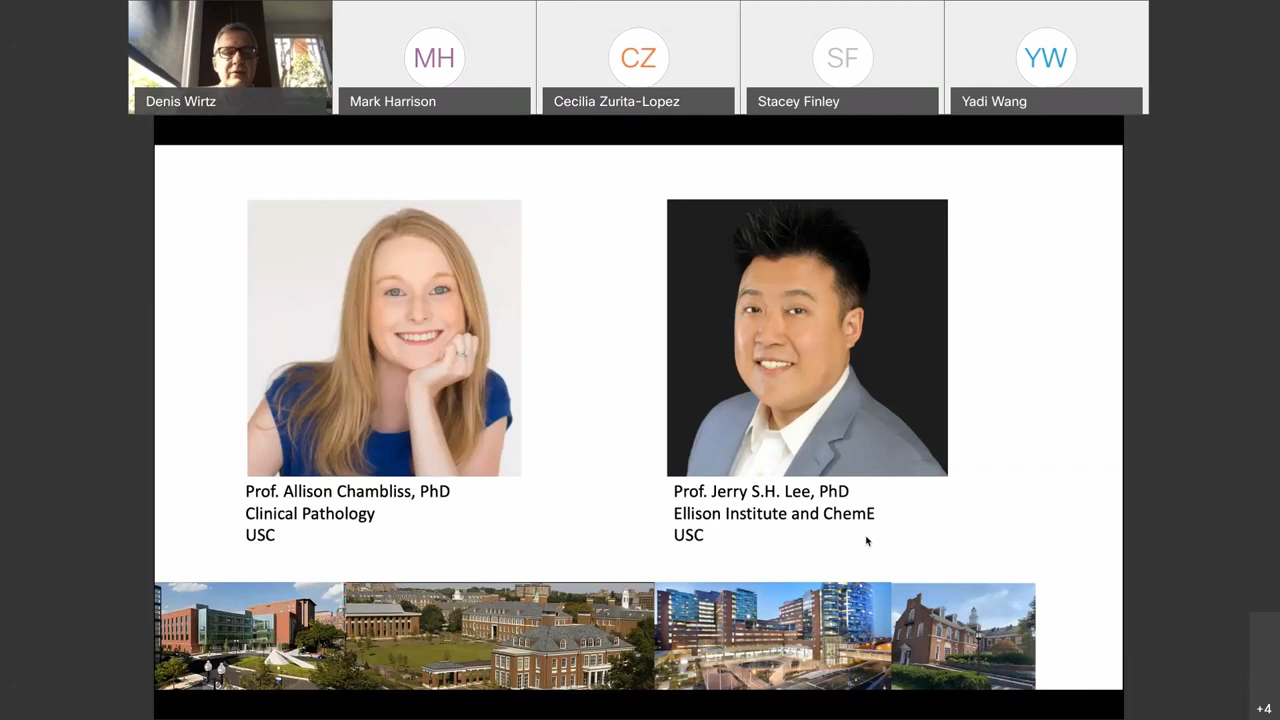 MH
CZ
SF
YW
Denis Wirtz
Mark Harrison
Cecilia Zurita-Lopez
Stacey Finley
Yadi Wang
Prof. Allison Chambliss, PhD
Clinical Pathology
USC
Prof. Jerry S.H. Lee, PhD
Ellison Institute and ChemE
USC
+4